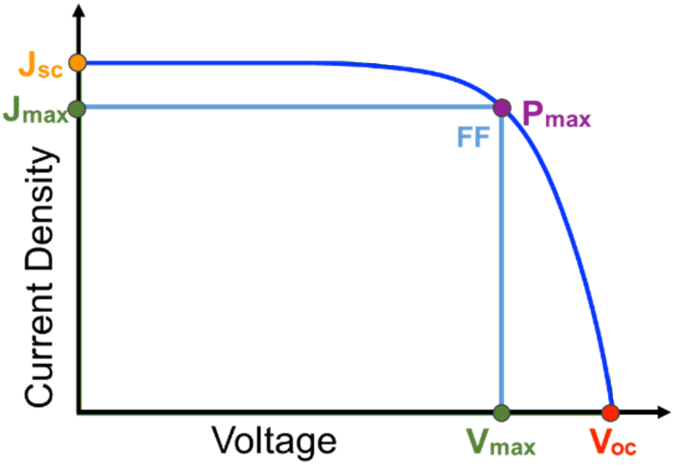 Jsc
Jmax
Pmax
FF
Current Density
Voltage
Vmax
Voc